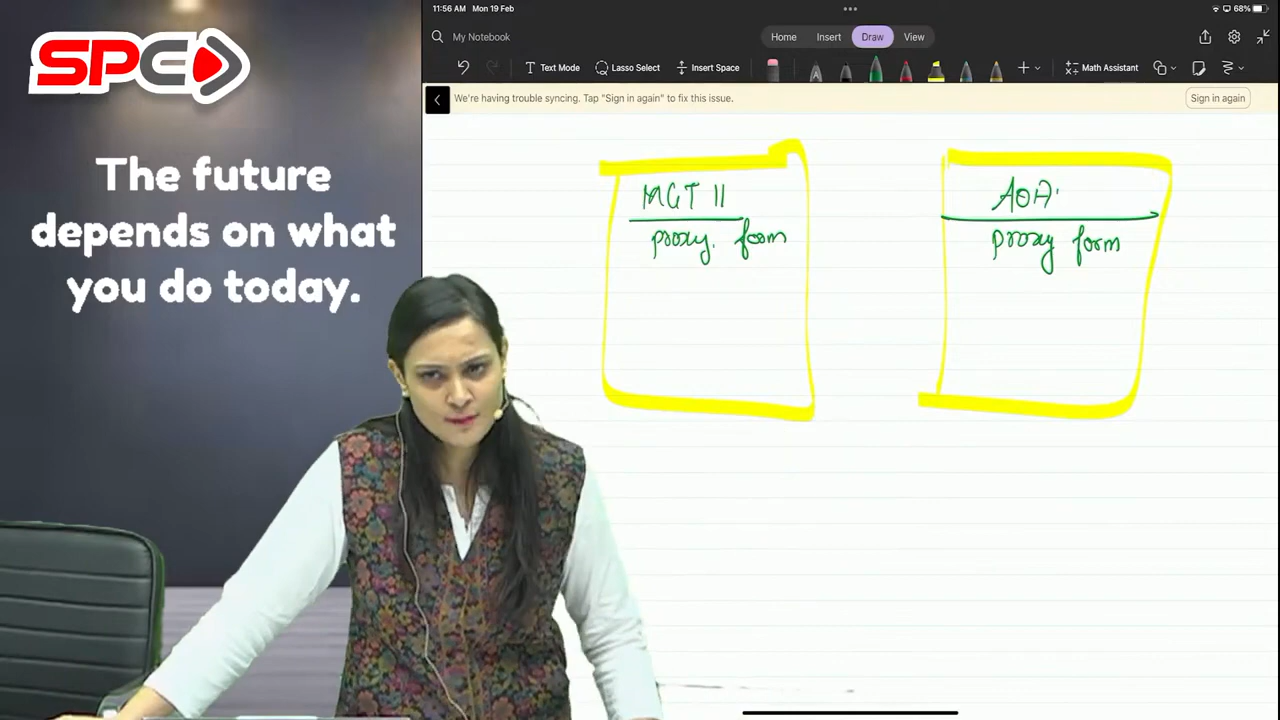 SPED
The future
depends on what
you do today.
11:56 AM Mon 19 Feb
68%
My Notebook
Home Insert Draw View
Text Mode Lasso Select Insert Space Math Assistant
We're having trouble syncing. Tap "Sign in again" to fix this issue.
Sign in again
MGT 11
proxy. form
AOA.
proxy form